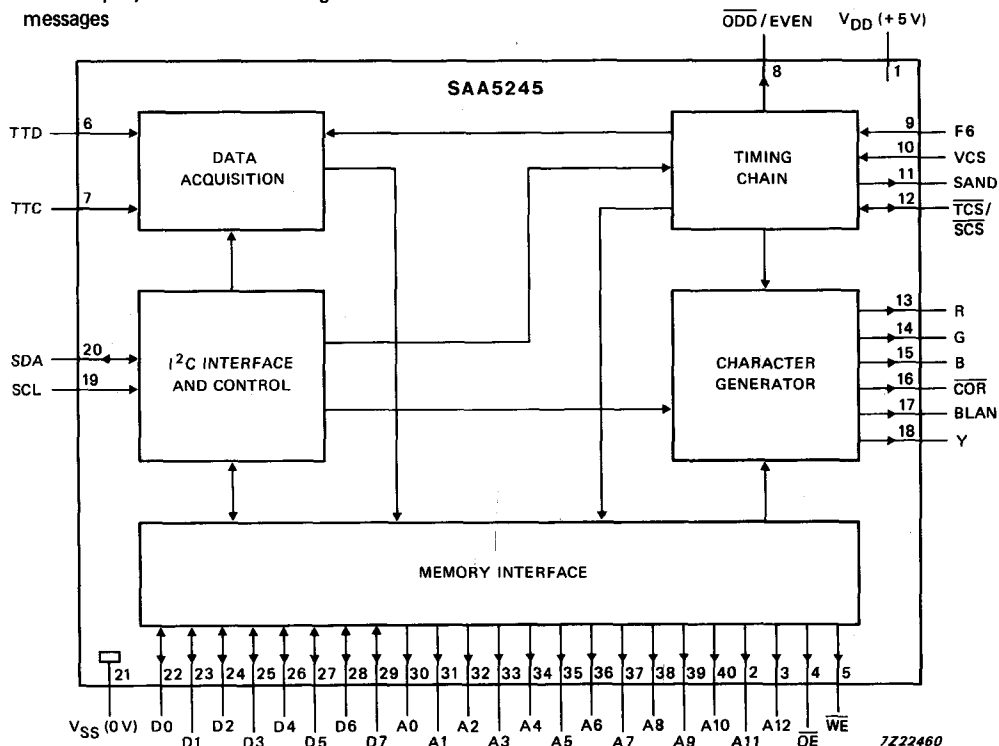 messages
ODD/EVEN
V_DD (+5 V)
8
1
SAA5245
TTD
6
DATA
ACQUISITION
TIMING
CHAIN
9
F6
10
VCS
11
SAND
TTC
7
12
TCS/
SCS
SDA
20
SCL
19
I²C INTERFACE
AND CONTROL
CHARACTER
GENERATOR
13
R
14
G
15
B
16
COR
17
BLAN
18
Y
MEMORY INTERFACE
21 22 23 24 25 26 27 28 29 30 31 32 33 34 35 36 37 38 39 40 2 3 4 5
V_SS (0V) D0 D2 D4 D6 A0 A2 A4 A6 A8 A10 A12 WE
D1 D3 D5 D7 A1 A3 A5 A7 A9 A11 OE
7Z22460